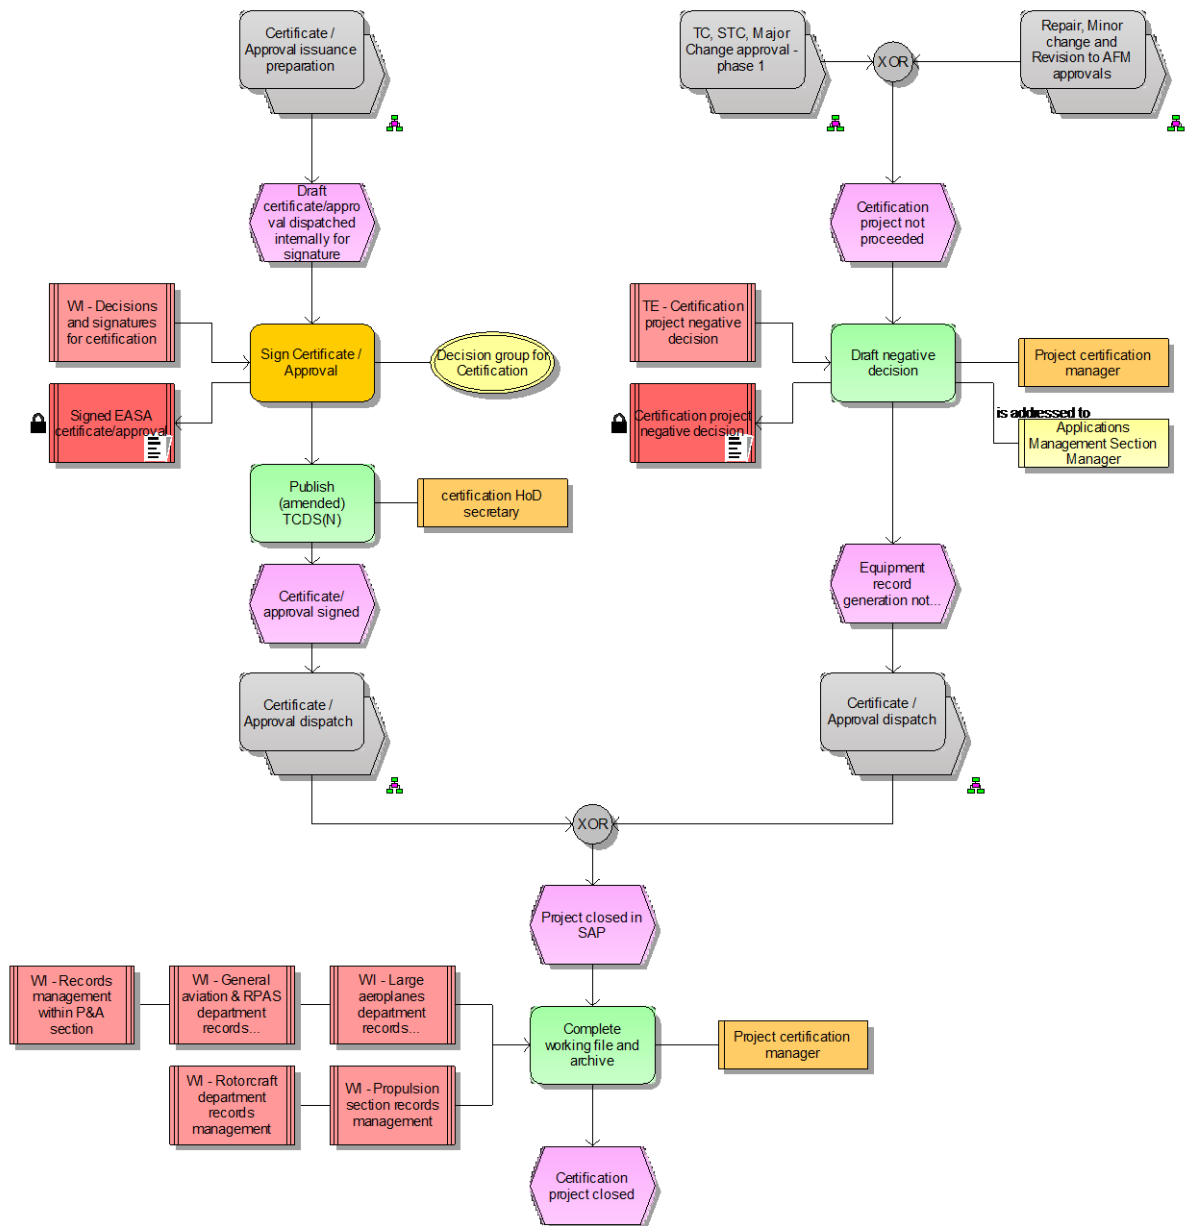 Certificate /
Approval issuance
preparation
TC, STC, Major
Change approval -
phase 1
XOR
Repair, Minor
change and
Revision to AFM
approvals
Draft
certificate/appro
val dispatched
internally for
signature
Certification
project not
proceeded
WI - Decisions
and signatures
for certification
Sign Certificate /
Approval
Decision group for
Certification
TE - Certification
project negative
decision
Draft negative
decision
Project certification
manager
Signed EASA
certificate/approval
Certification project
negative decision
is addressed to
Applications
Management Section
Manager
Publish
(amended)
TCDS(N)
certification HoD
secretary
Certificate/
approval signed
Equipment
record
generation not...
Certificate /
Approval dispatch
Certificate /
Approval dispatch
XOR
Project closed in
SAP
WI - Records
management
within P&A
section
WI - General
aviation & RPAS
department
records...
WI - Large
aeroplanes
department
records...
Complete
working file and
archive
Project certification
manager
WI - Rotorcraft
department
records
management
WI - Propulsion
section records
management
Certification
project closed